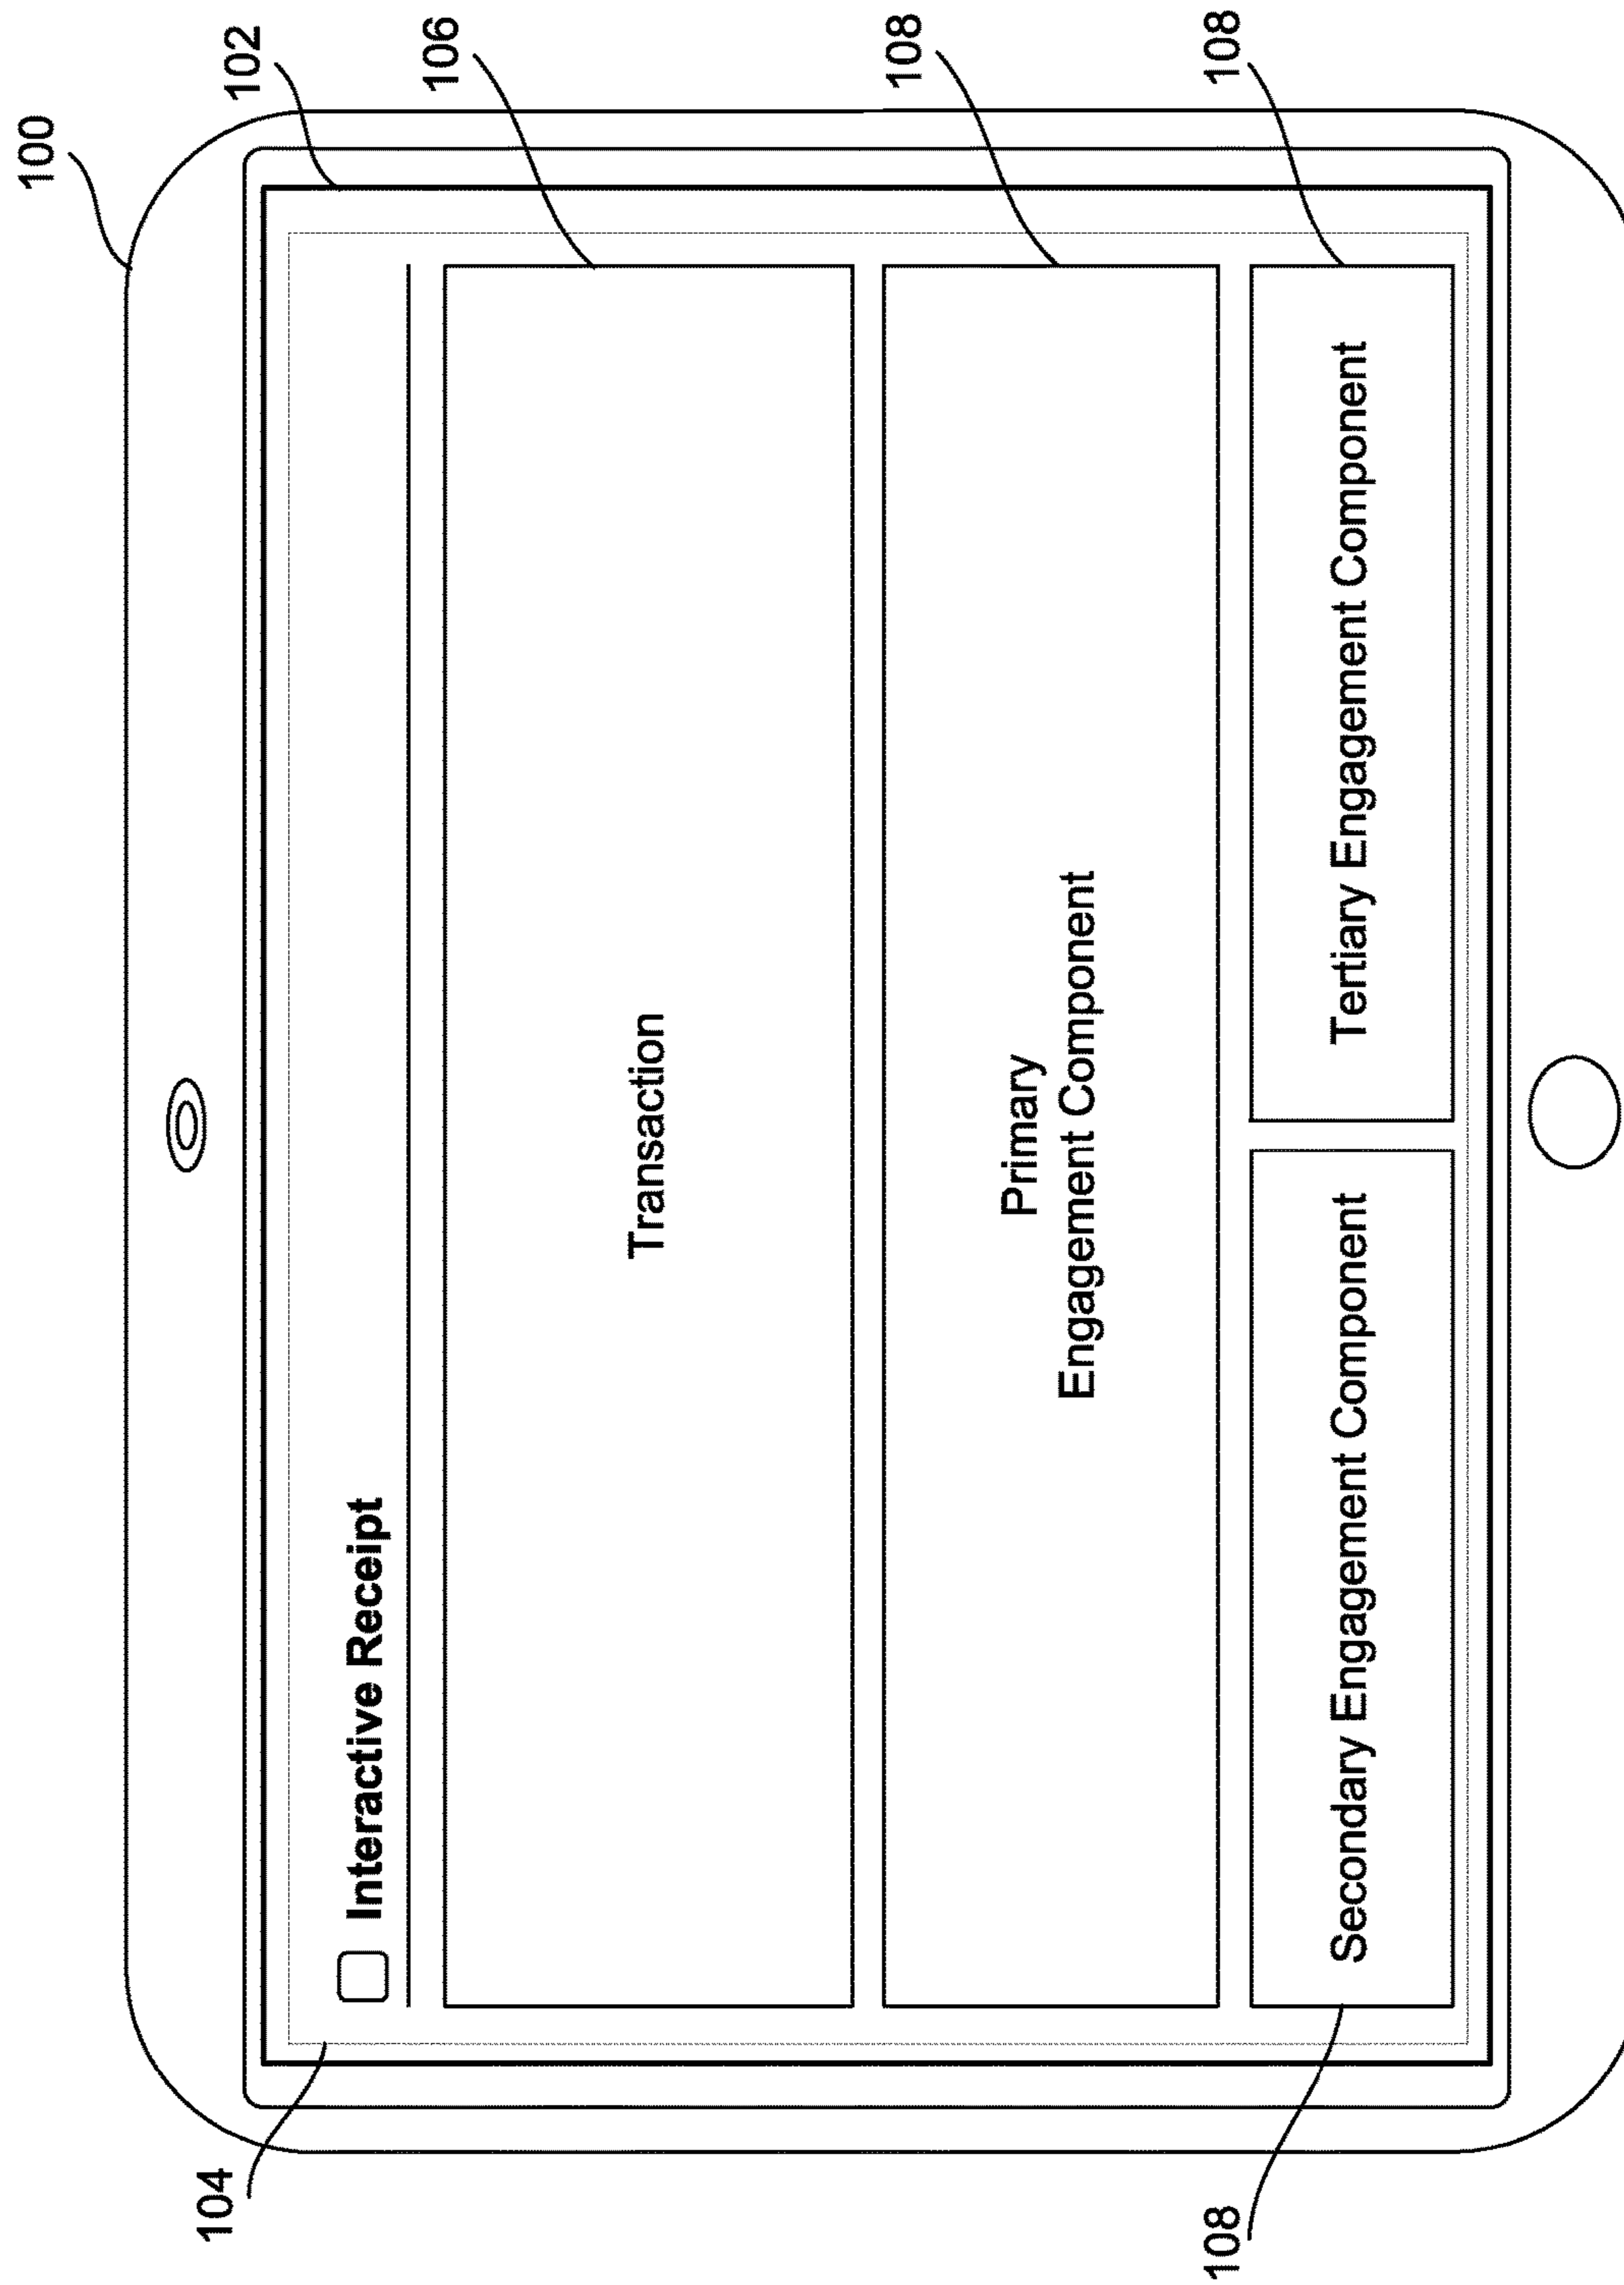 100
102
106
108
108
Interactive Receipt
Transaction
Primary
Engagement Component
Secondary Engagement Component
Tertiary Engagement Component
104
108